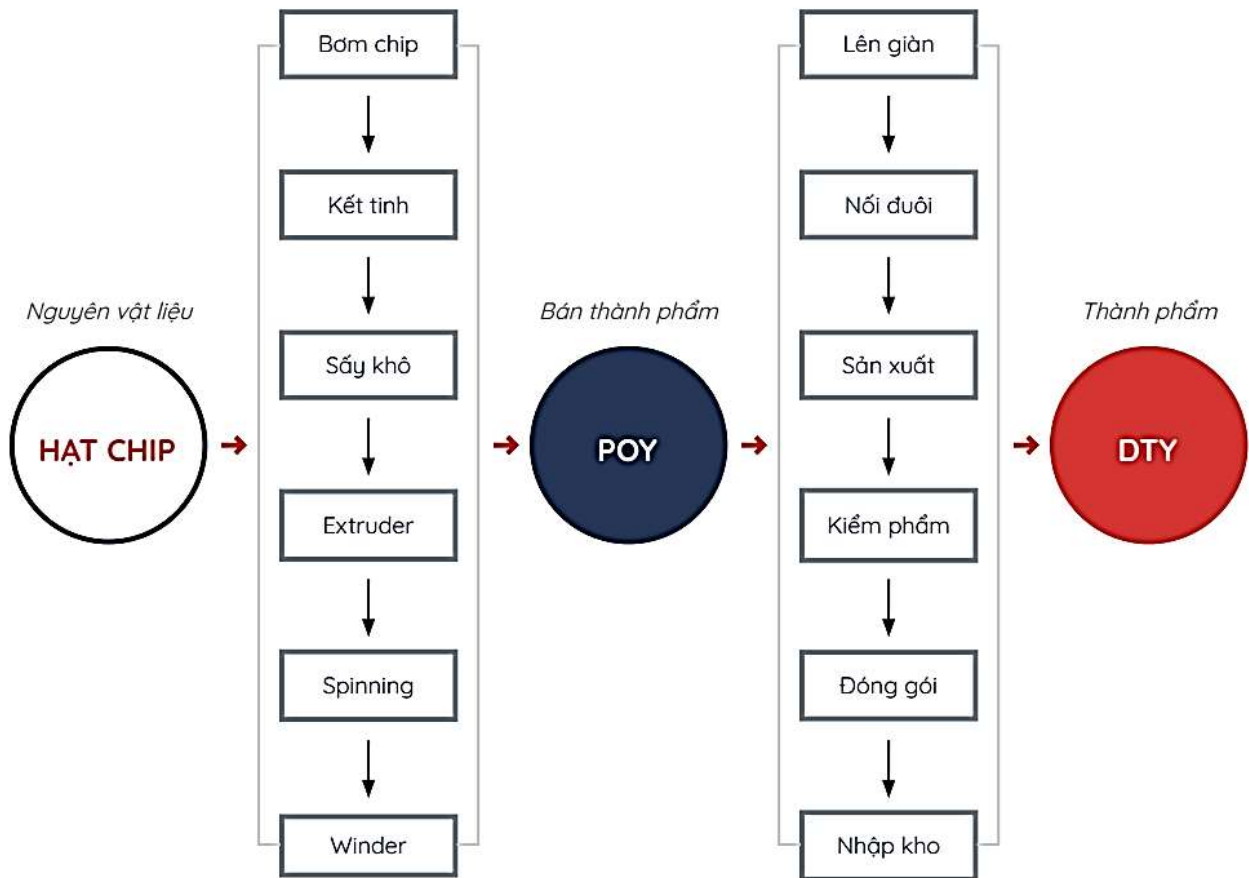 Nguyên vật liệu
HẠT CHIP
Bơm chip
Kết tinh
Sấy khô
Extruder
Spinning
Winder
Bán thành phẩm
POY
Lên giàn
Nối đuôi
Sản xuất
Kiểm phẩm
Đóng gói
Nhập kho
Thành phẩm
DTY